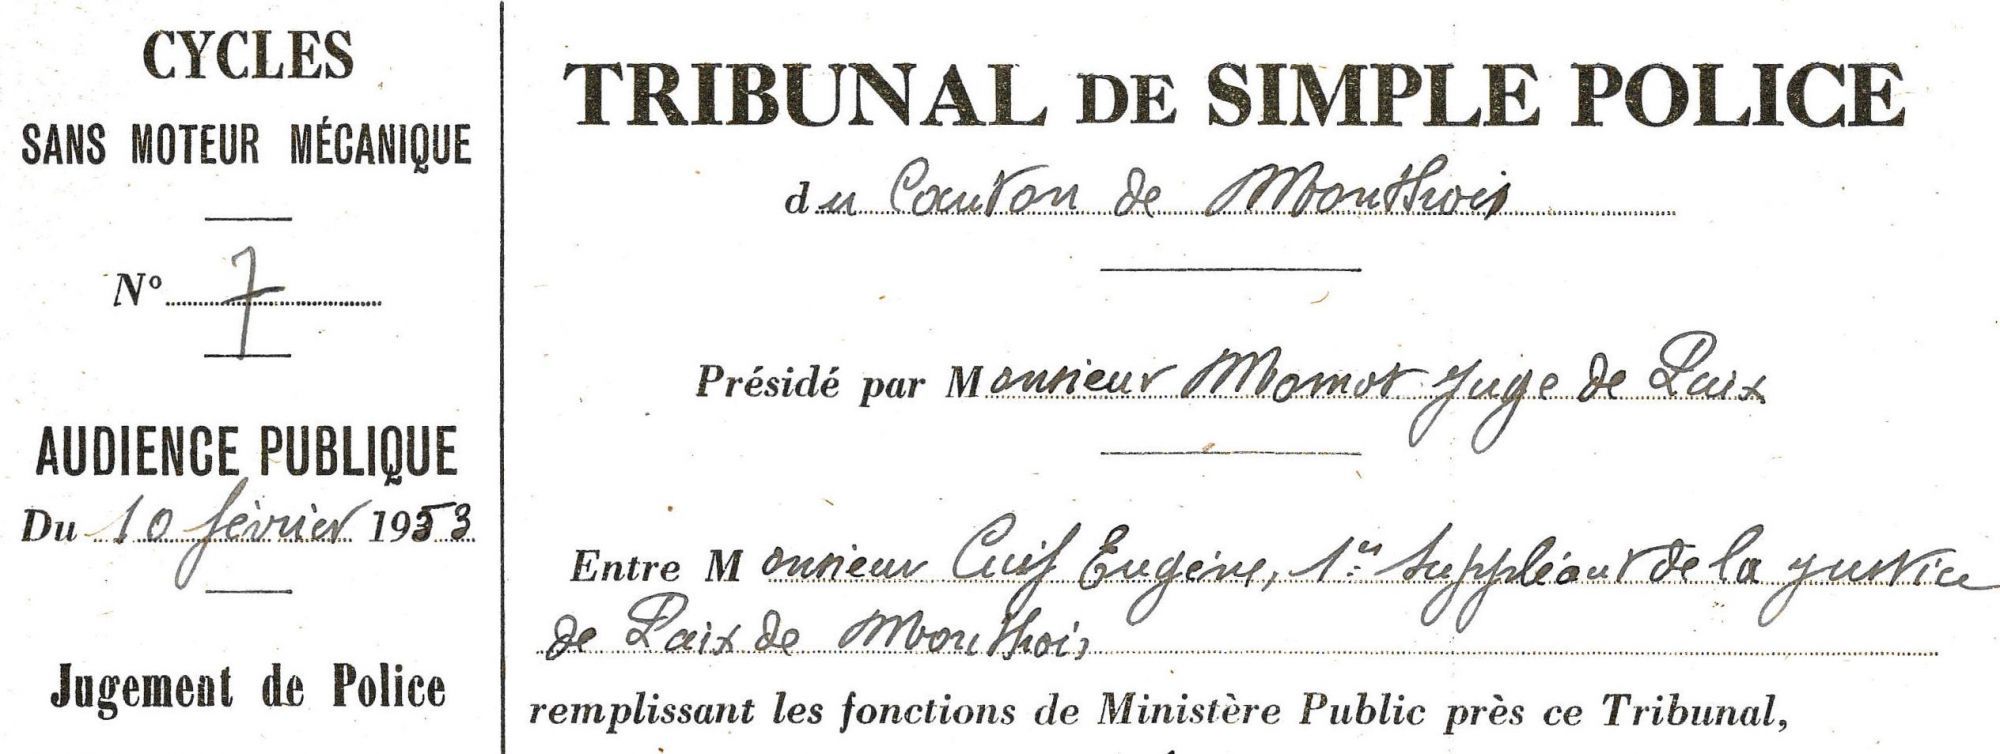 CYCLES
SANS MOTEUR MÉCANIQUE
N° 7
AUDIENCE PUBLIQUE
Du 10 février 1953
Jugement de Police
TRIBUNAL DE SIMPLE POLICE
du Canton de Monthois
Présidé par Monsieur Momot Juge de Paix
Entre Monsieur Cuif Eugène, 1er Suppléant de la justice
de Paix de Monthois
remplissant les fonctions de Ministère Public près ce Tribunal,